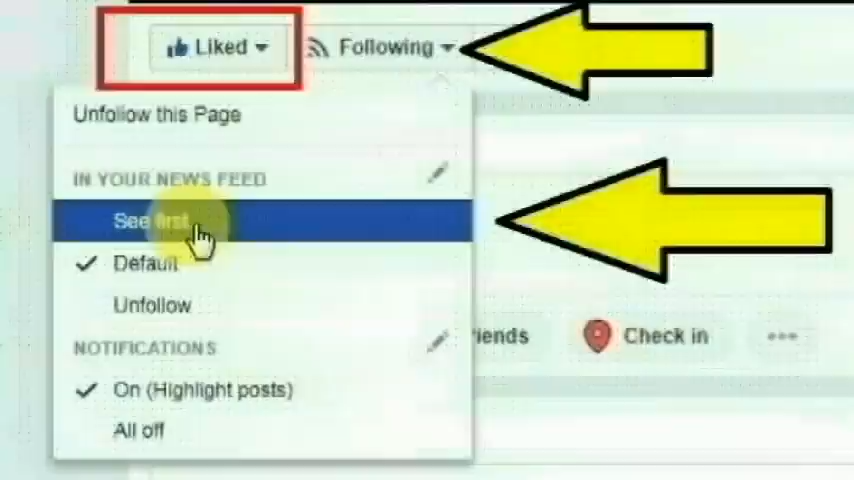 Liked Following
Unfollow this Page
IN YOUR NEWS FEED
See first
Default
Unfollow
iends Check in
NOTIFICATIONS
On (Highlight posts)
All off